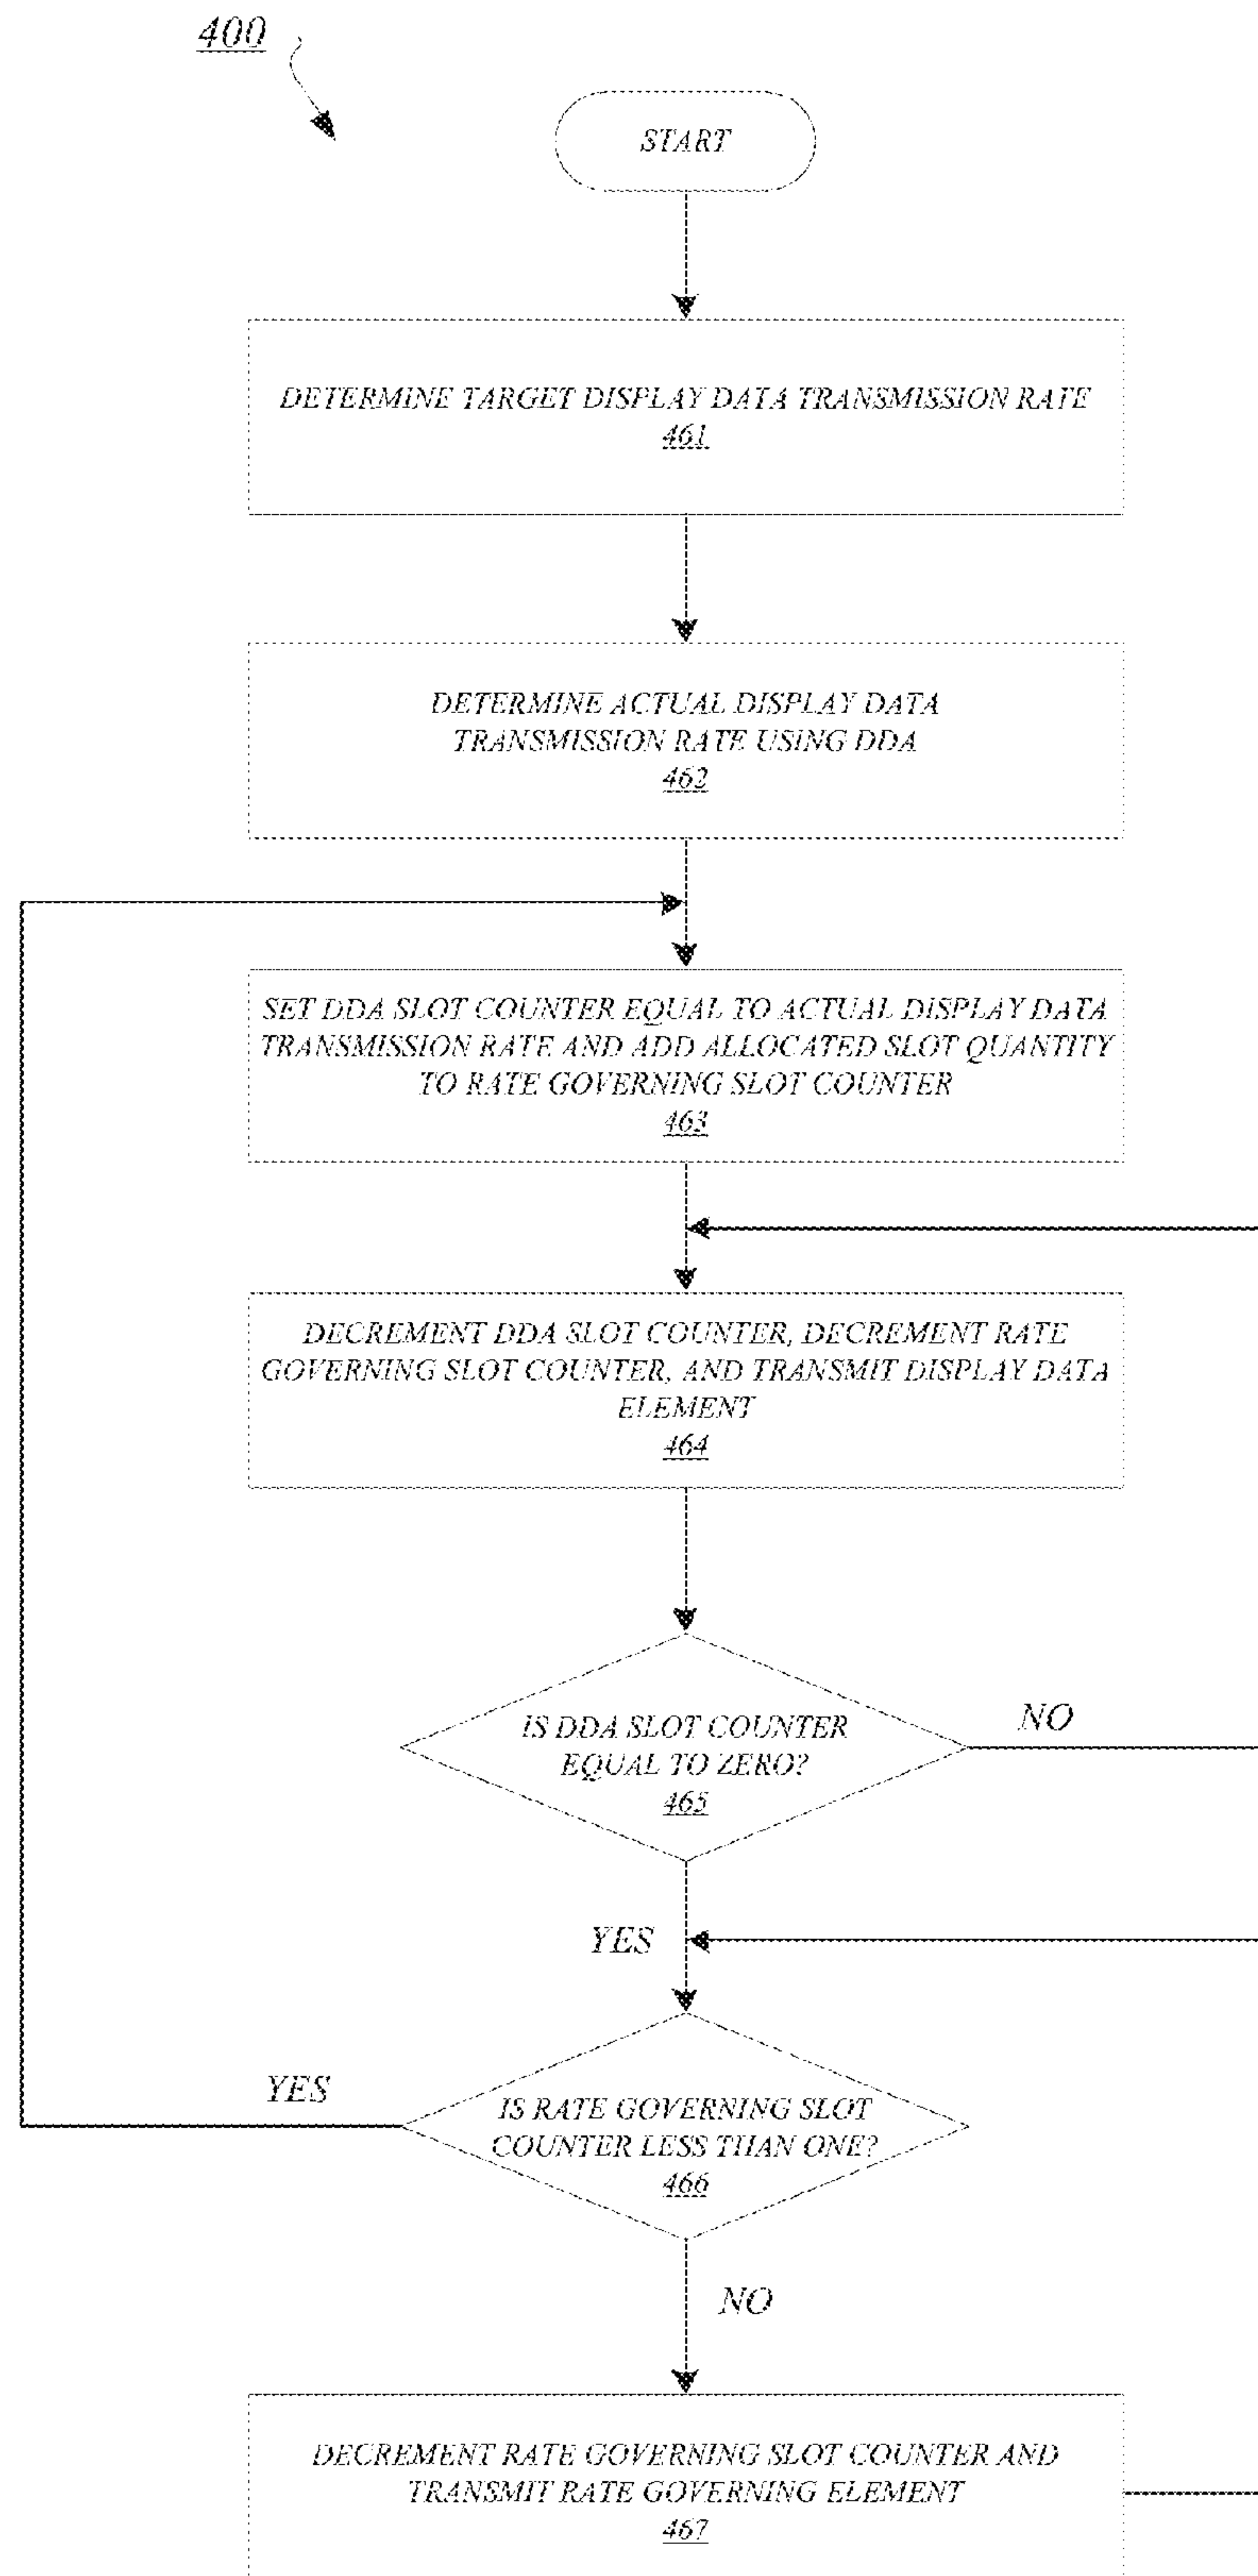 400
START
DETERMINE TARGET DISPLAY DATA TRANSMISSION RATE
461
DETERMINE ACTUAL DISPLAY DATA
TRANSMISSION RATE USING DDA
462
SET DDA SLOT COUNTER EQUAL TO ACTUAL DISPLAY DATA
TRANSMISSION RATE AND ADD ALLOCATED SLOT QUANTITY
TO RATE GOVERNING SLOT COUNTER
463
DECREMENT DDA SLOT COUNTER, DECREMENT RATE
GOVERNING SLOT COUNTER, AND TRANSMIT DISPLAY DATA
ELEMENT
464
IS DDA SLOT COUNTER
EQUAL TO ZERO?
465
NO
YES
YES
IS RATE GOVERNING SLOT
COUNTER LESS THAN ONE?
466
NO
DECREMENT RATE GOVERNING SLOT COUNTER AND
TRANSMIT RATE GOVERNING ELEMENT
467